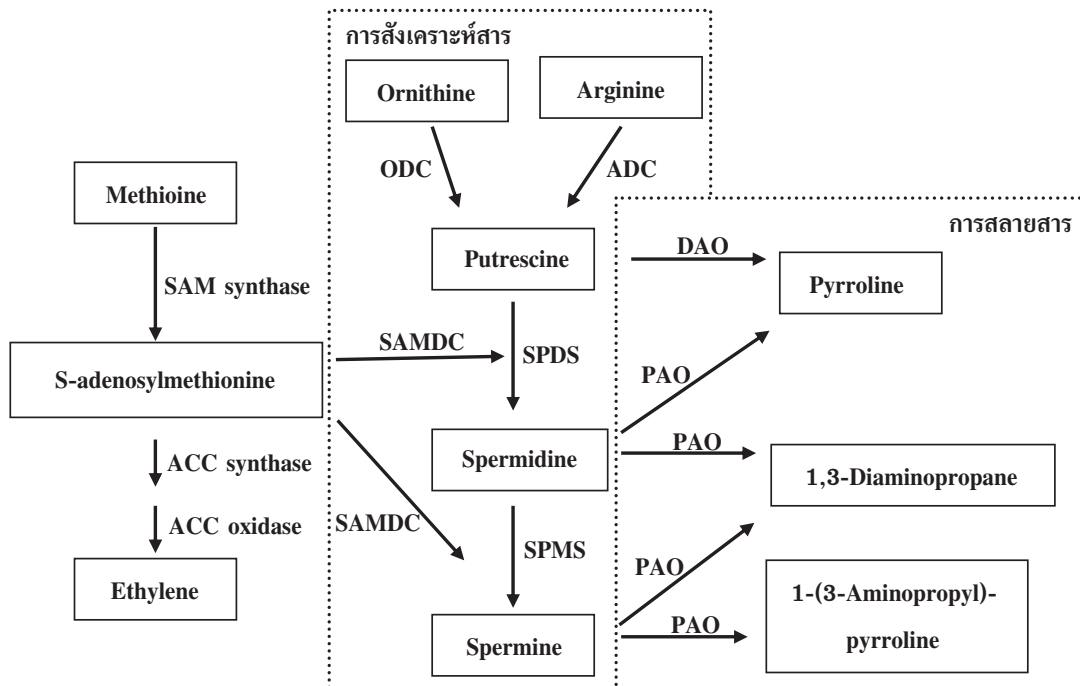 การสังเคราะห์สาร
Ornithine
Arginine
ODC
ADC
Methioine
การสลายสาร
Putrescine
DAO
Pyrroline
SAM synthase
SAMDC
SPDS
S-adenosylmethionine
PAO
ACC synthase
Spermidine
PAO
1,3-Diaminopropane
ACC oxidase
SAMDC
SPMS
PAO
Ethylene
1-(3-Aminopropyl)-
pyrroline
Spermine
PAO